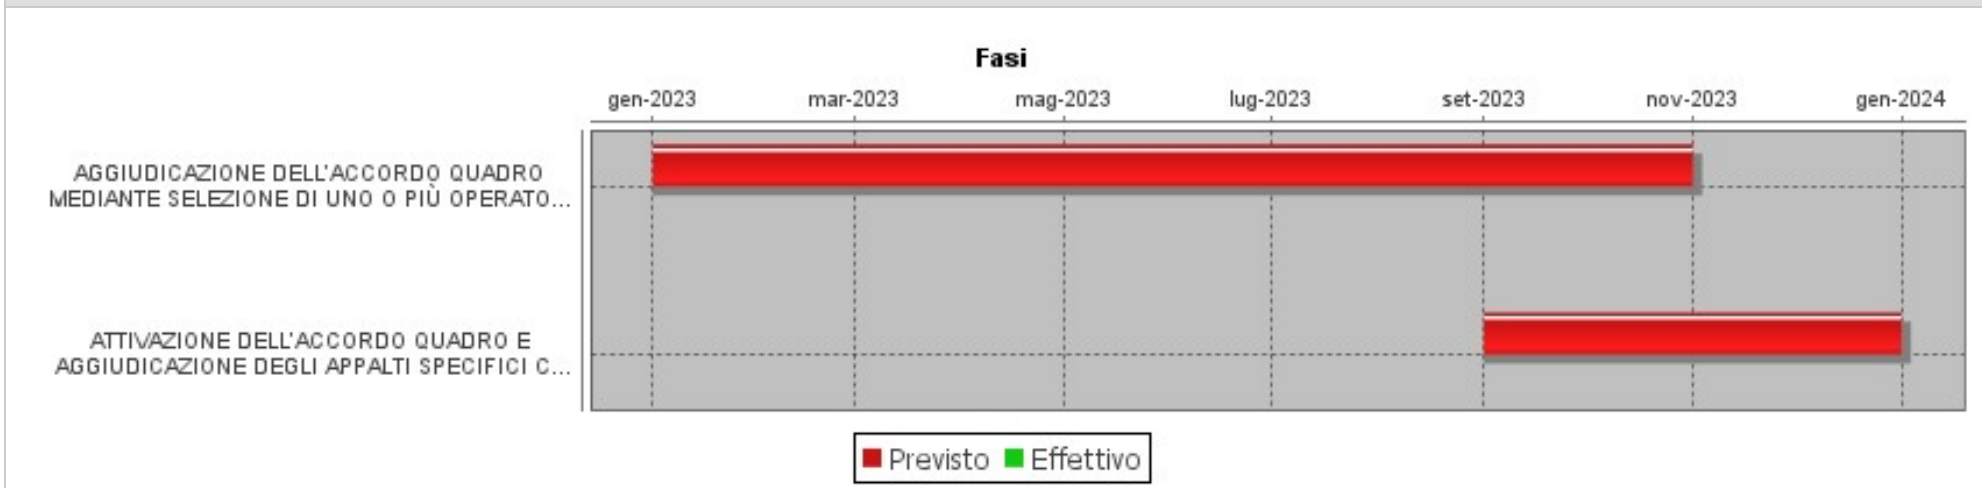 Fasi
gen-2023 mar-2023 mag-2023 lug-2023 set-2023 nov-2023 gen-2024
AGGIUDICAZIONE DELL'ACCORDO QUADRO
MEDIANTE SELEZIONE DI UNO O PIÙ OPERATO...
ATTIVAZIONE DELL'ACCORDO QUADRO E
AGGIUDICAZIONE DEGLI APPALTI SPECIFICI C...
Previsto Effettivo